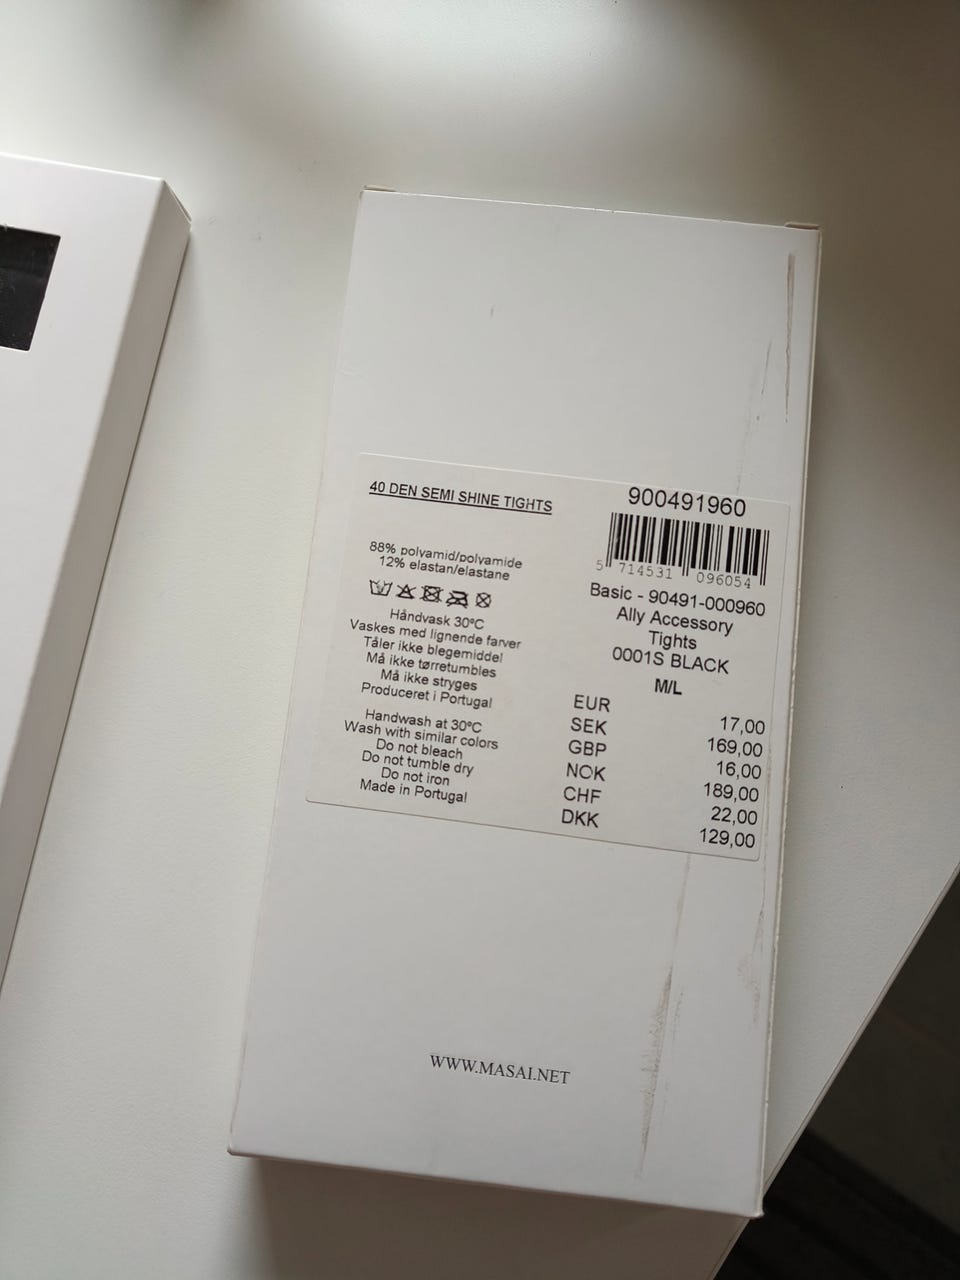 40 DEN SEMI SHINE TIGHTS
88% polyamid/polyamide
12% elastan/elastane
Håndvask 30ºC
Vaskes med lignende farver
Tåler ikke blegemiddel
Må ikke tørretumbles
Må ikke stryges
Produceret i Portugal
Handwash at 30ºC
Wash with similar colors
Do not bleach
Do not tumble dry
Do not iron
Made in Portugal
900491960
5 714531 096054
Basic - 90491-000960
Ally Accessory
Tights
0001S BLACK
M/L
EUR 17,00
SEK 169,00
GBP 16,00
NOK 189,00
CHF 22,00
DKK 129,00
WWW.MASAI.NET